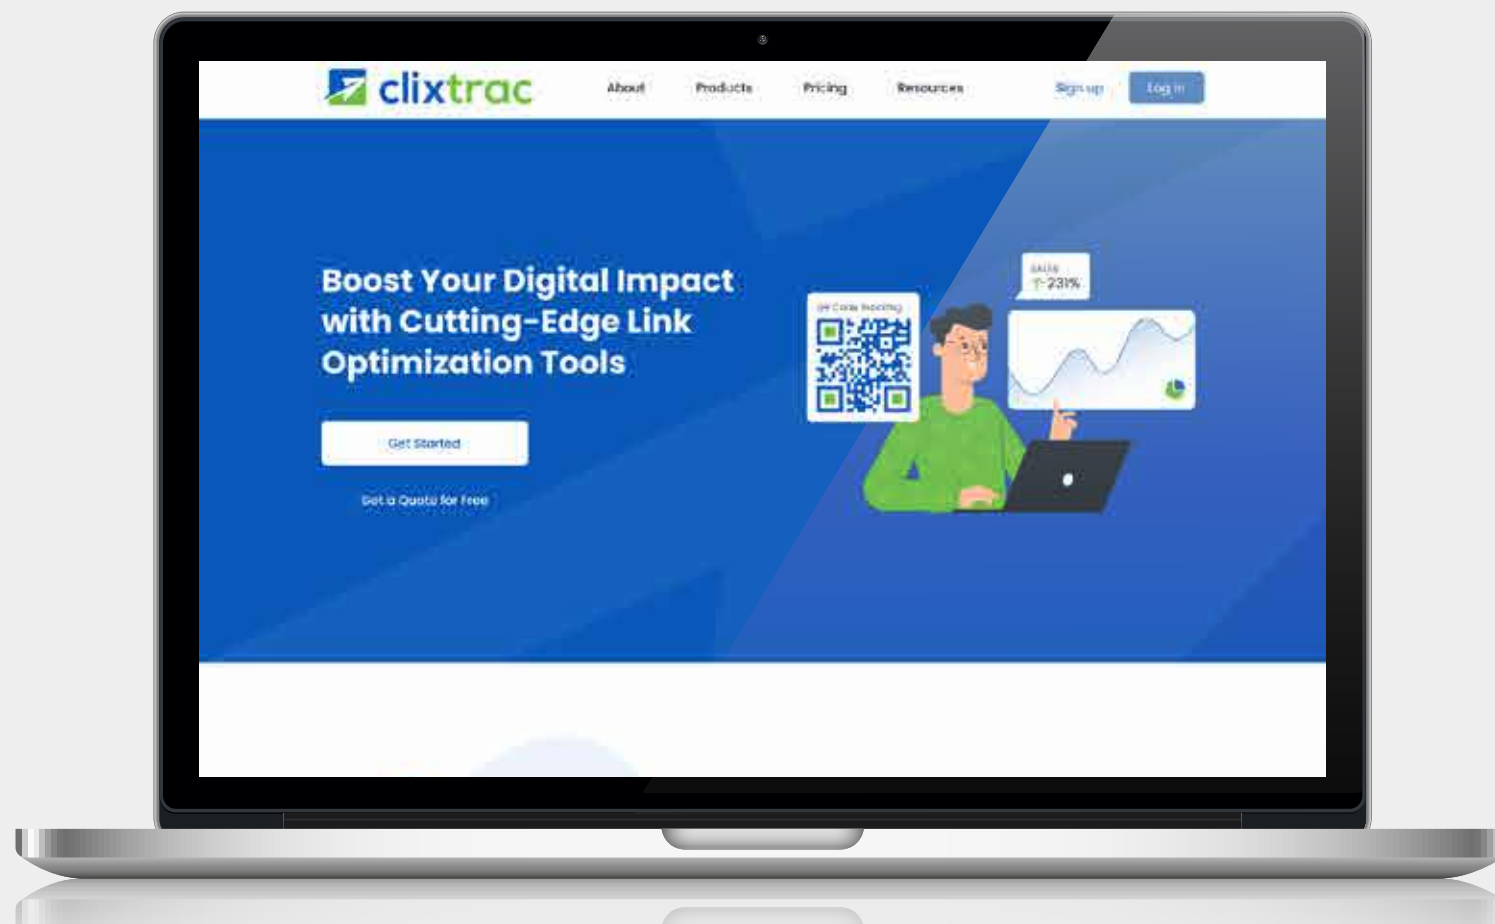 clixtrac
About
Products
Pricing
Resources
Sign up
Log in
Boost Your Digital Impact
with Cutting-Edge Link
Optimization Tools
Get Started
Get a Quote for Free
231%